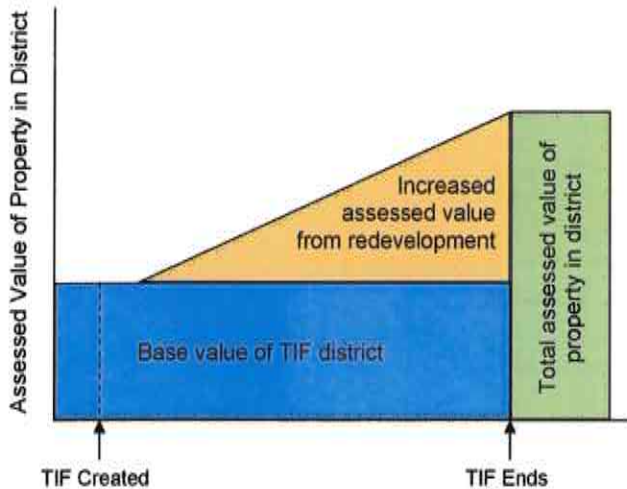 Assessed Value of Property in District
Increased
assessed value
from redevelopment
Base value of TIF district
Total assessed value of
property in district
TIF Created
TIF Ends